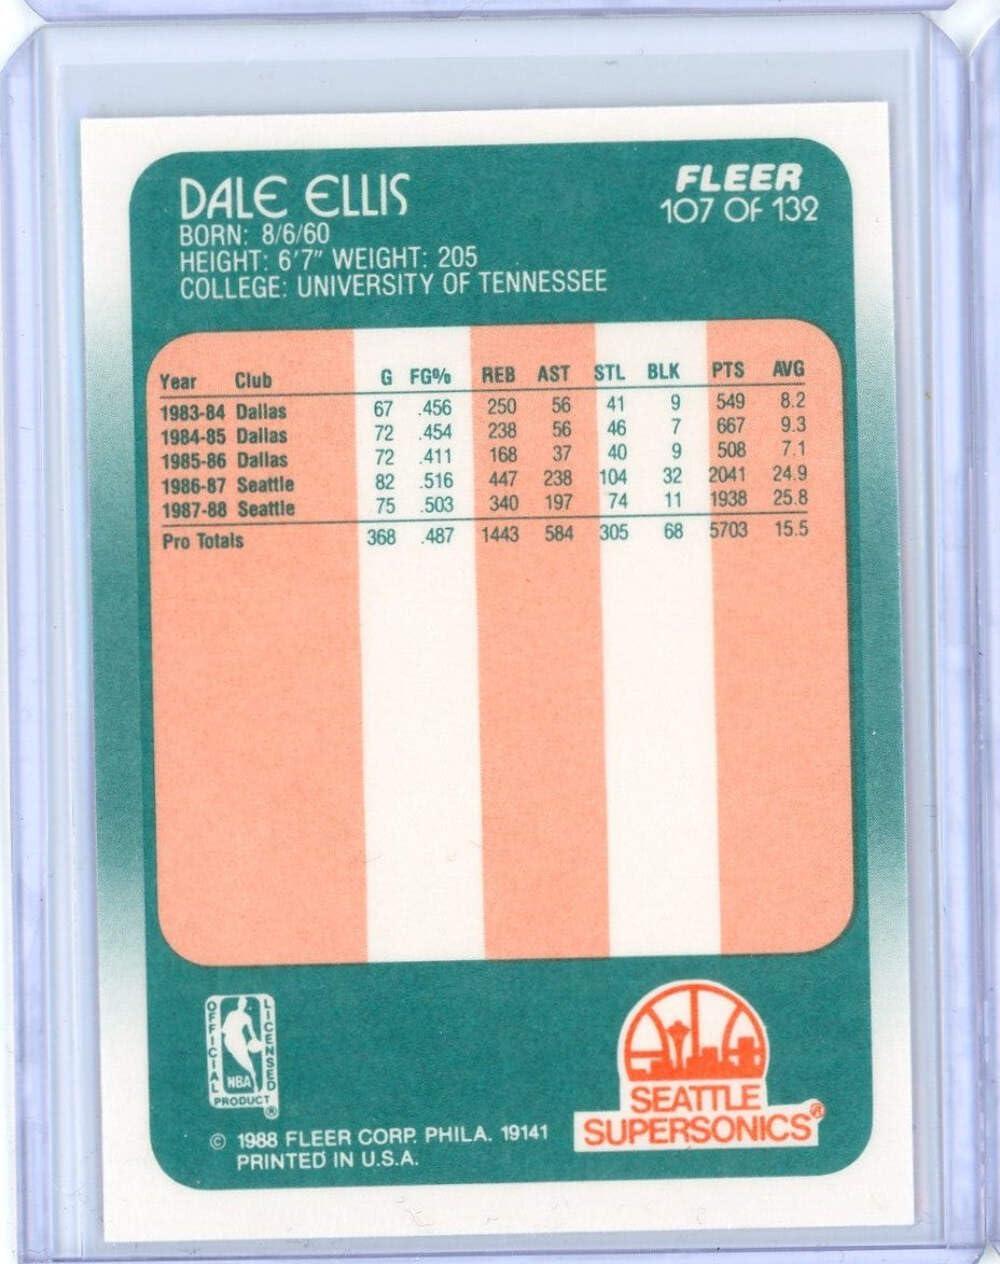 DALE ELLIS
BORN: 8/6/60
HEIGHT: 6'7" WEIGHT: 205
COLLEGE: UNIVERSITY OF TENNESSEE
FLEER
107 OF 132
Year Club G FG% REB AST STL BLK PTS AVG
1983-84 Dallas 67 .456 250 56 41 9 549 8.2
1984-85 Dallas 72 .454 238 56 46 7 667 9.3
1985-86 Dallas 72 .411 168 37 40 9 508 7.1
1986-87 Seattle 82 .516 447 238 104 32 2041 24.9
1987-88 Seattle 75 .503 340 197 74 11 1938 25.8
Pro Totals 368 .487 1443 584 305 68 5703 15.5
OFFICIAL
LICENSED
NBA
PRODUCT
®
© 1988 FLEER CORP. PHILA. 19141
PRINTED IN U.S.A.
SEATTLE
SUPERSONICS®